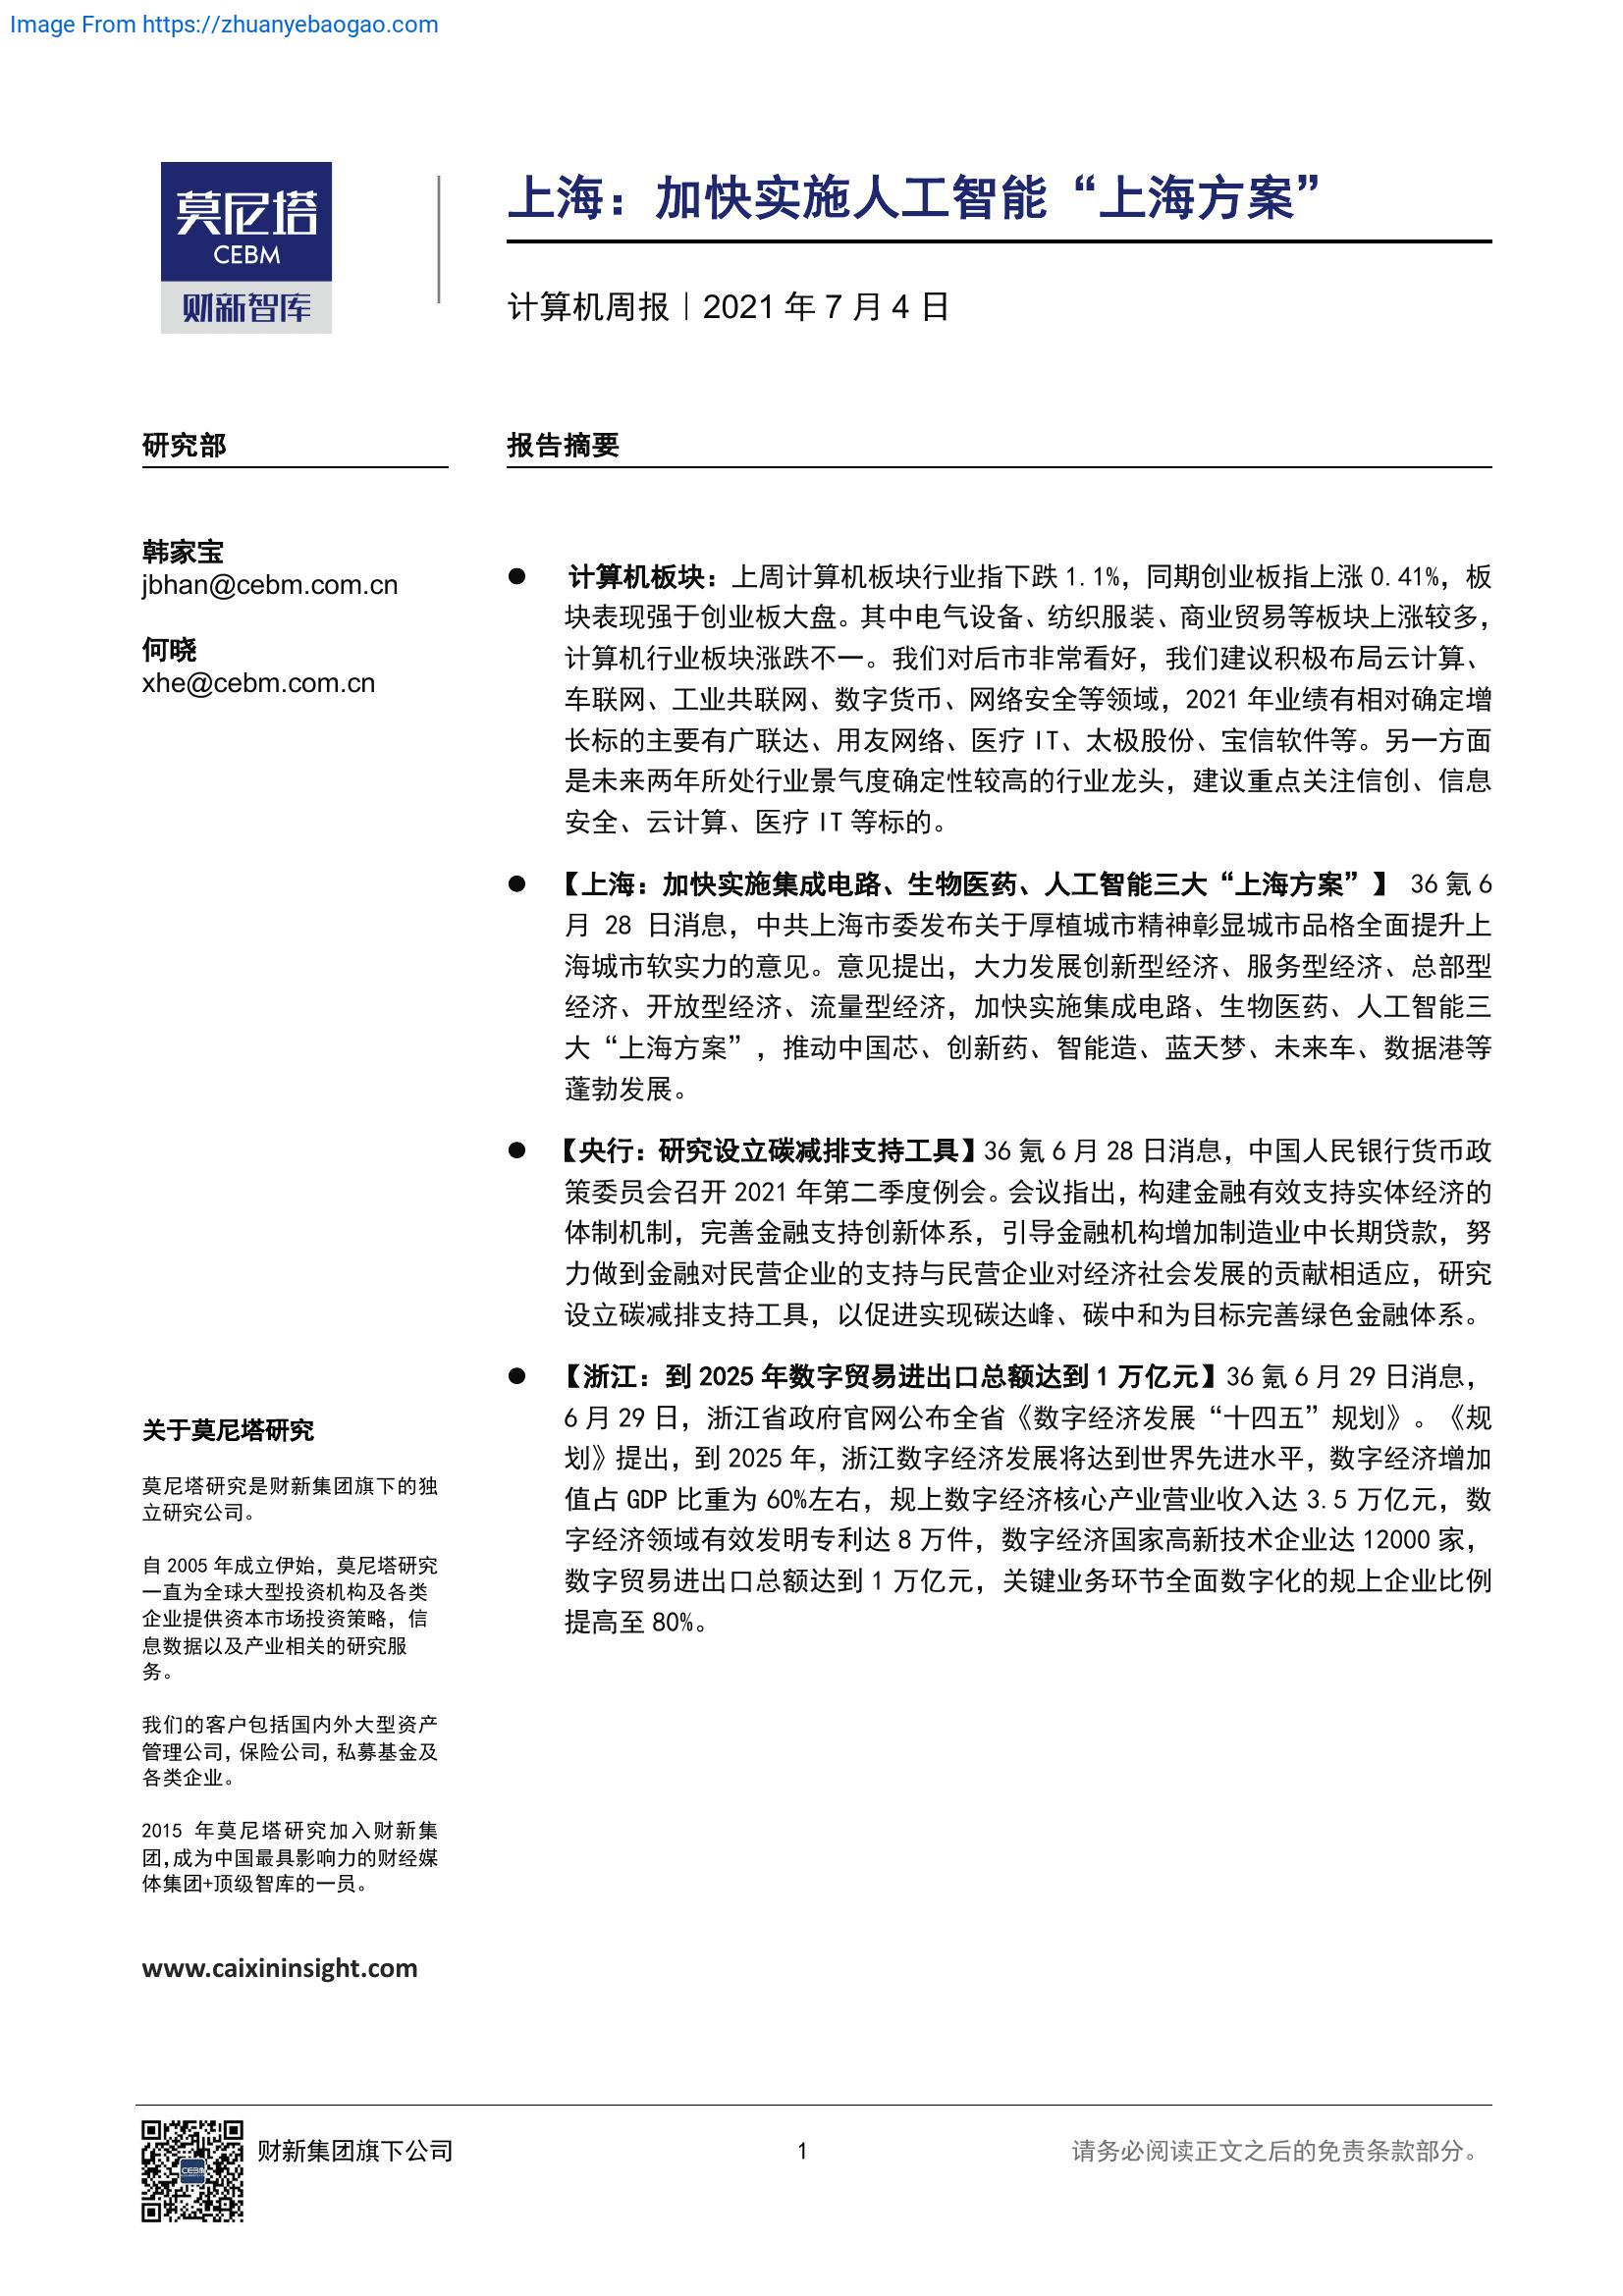 Image From https://zhuanyebaogao.com
莫尼塔
CEBM
财新智库
上海：加快实施人工智能“上海方案”
计算机周报｜2021 年 7 月 4 日
研究部
韩家宝
jbhan@cebm.com.cn
何晓
xhe@cebm.com.cn
关于莫尼塔研究
莫尼塔研究是财新集团旗下的独
立研究公司。
自 2005 年成立伊始，莫尼塔研究
一直为全球大型投资机构及各类
企业提供资本市场投资策略，信
息数据以及产业相关的研究服
务。
我们的客户包括国内外大型资产
管理公司，保险公司，私募基金及
各类企业。
2015 年莫尼塔研究加入财新集
团，成为中国最具影响力的财经媒
体集团+顶级智库的一员。
www.caixininsight.com
报告摘要
● 计算机板块：上周计算机板块行业指下跌 1.1%，同期创业板指上涨 0.41%，板
块表现强于创业板大盘。其中电气设备、纺织服装、商业贸易等板块上涨较多，
计算机行业板块涨跌不一。我们对后市非常看好，我们建议积极布局云计算、
车联网、工业共联网、数字货币、网络安全等领域，2021 年业绩有相对确定增
长标的主要有广联达、用友网络、医疗 IT、太极股份、宝信软件等。另一方面
是未来两年所处行业景气度确定性较高的行业龙头，建议重点关注信创、信息
安全、云计算、医疗 IT 等标的。
● 【上海：加快实施集成电路、生物医药、人工智能三大“上海方案”】 36 氪 6
月 28 日消息，中共上海市委发布关于厚植城市精神彰显城市品格全面提升上
海城市软实力的意见。意见提出，大力发展创新型经济、服务型经济、总部型
经济、开放型经济、流量型经济，加快实施集成电路、生物医药、人工智能三
大“上海方案”，推动中国芯、创新药、智能造、蓝天梦、未来车、数据港等
蓬勃发展。
● 【央行：研究设立碳减排支持工具】36 氪 6 月 28 日消息，中国人民银行货币政
策委员会召开 2021 年第二季度例会。会议指出，构建金融有效支持实体经济的
体制机制，完善金融支持创新体系，引导金融机构增加制造业中长期贷款，努
力做到金融对民营企业的支持与民营企业对经济社会发展的贡献相适应，研究
设立碳减排支持工具，以促进实现碳达峰、碳中和为目标完善绿色金融体系。
● 【浙江：到 2025 年数字贸易进出口总额达到 1 万亿元】36 氪 6 月 29 日消息，
6 月 29 日，浙江省政府官网公布全省《数字经济发展“十四五”规划》。《规
划》提出，到 2025 年，浙江数字经济发展将达到世界先进水平，数字经济增加
值占 GDP 比重为 60%左右，规上数字经济核心产业营业收入达 3.5 万亿元，数
字经济领域有效发明专利达 8 万件，数字经济国家高新技术企业达 12000 家，
数字贸易进出口总额达到 1 万亿元，关键业务环节全面数字化的规上企业比例
提高至 80%。
CEBM
财新集团旗下公司
1
请务必阅读正文之后的免责条款部分。